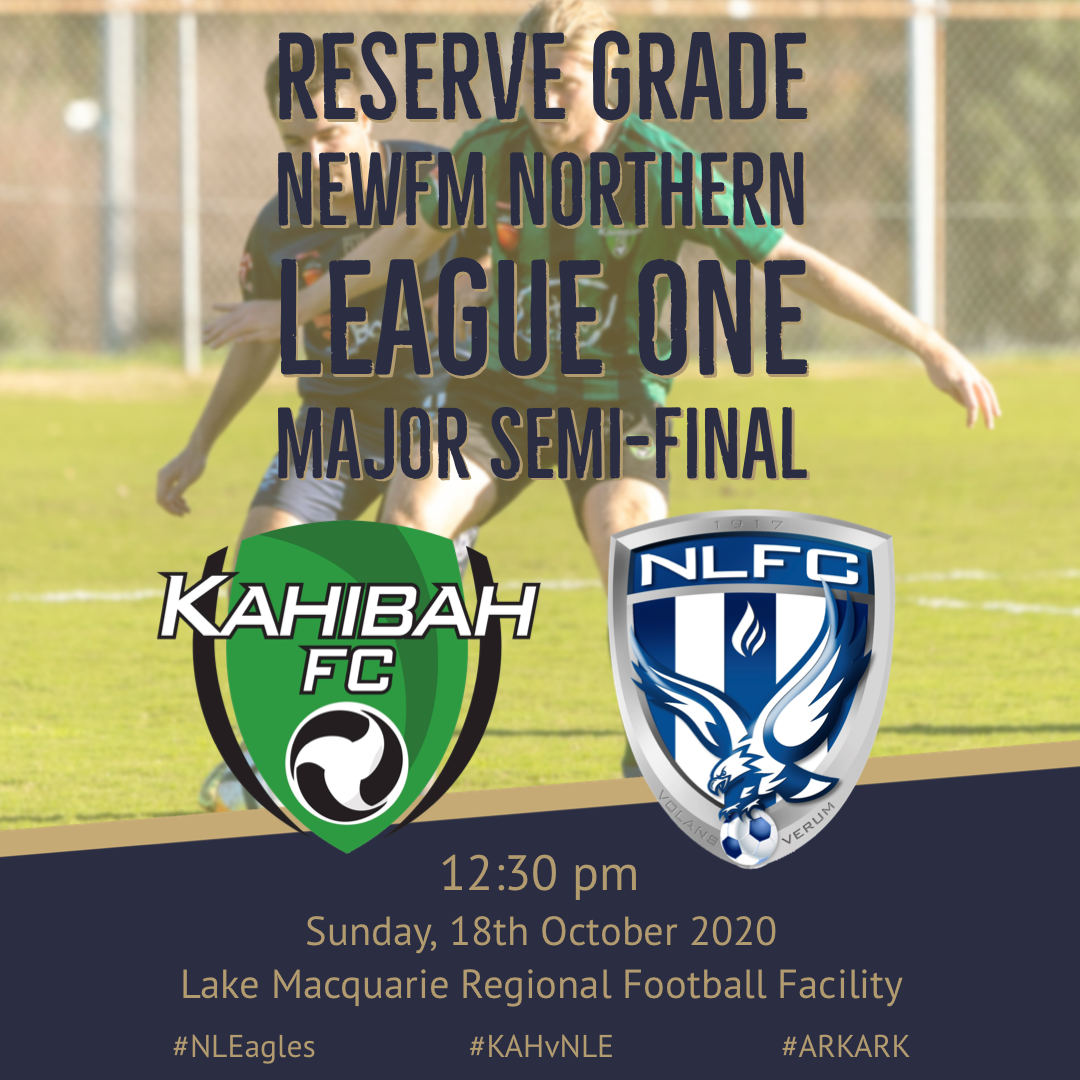 RESERVE GRADE
NEWFM NORTHERN
LEAGUE ONE
MAJOR SEMI-FINAL
KAHIBAH
FC
1917
NLFC
VOLANS VERUM
12:30 pm
Sunday, 18th October 2020
Lake Macquarie Regional Football Facility
#NLEagles #KAHvNLE #ARKARK